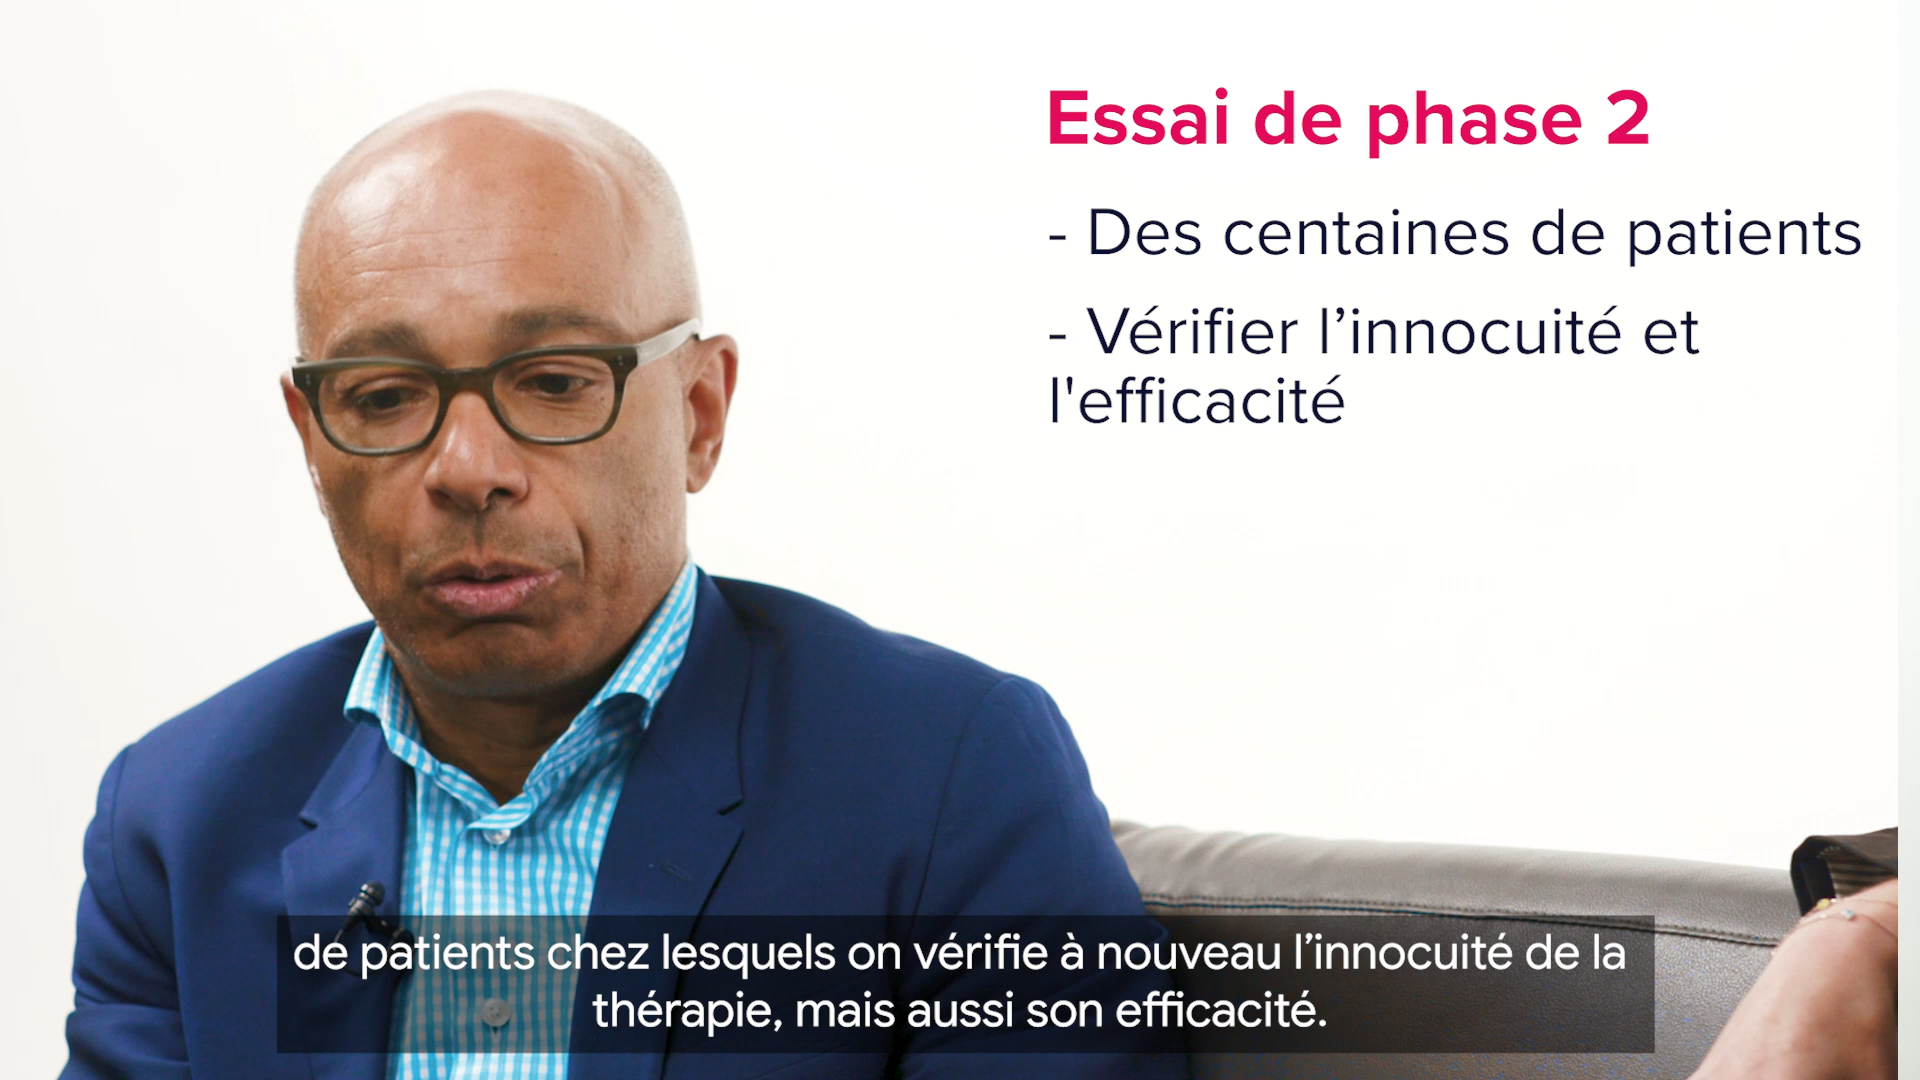 Essai de phase 2
- Des centaines de patients
- Vérifier l’innocuité et
l'efficacité
de patients chez lesquels on vérifie à nouveau l’innocuité de la
thérapie, mais aussi son efficacité.